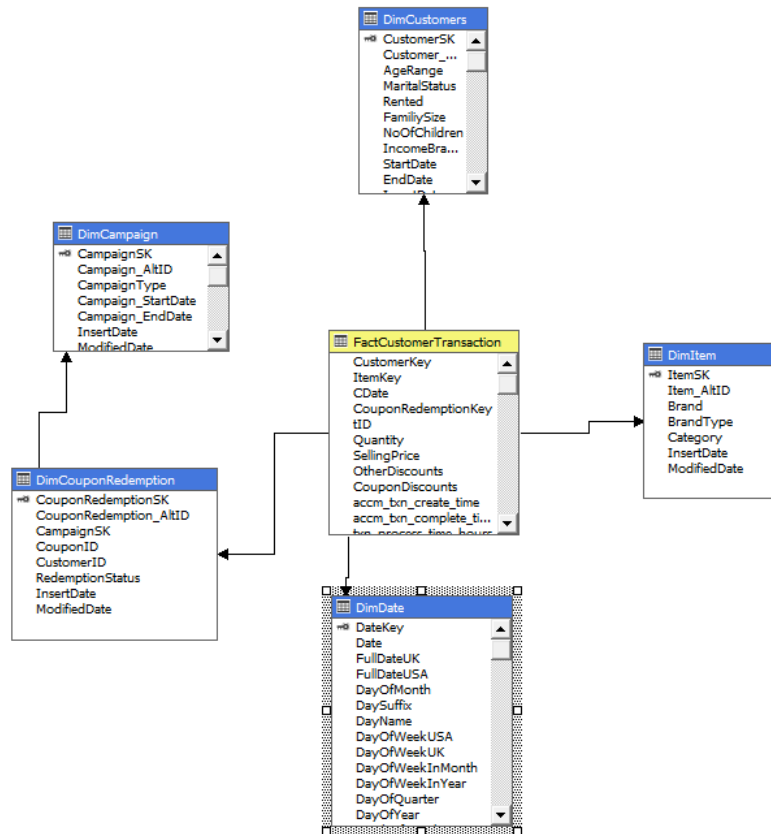 DimCustomers
CustomerSK
Customer_...
AgeRange
MaritalStatus
Rented
FamiliySize
NoOfChildren
IncomeBra...
StartDate
EndDate
DimCampaign
CampaignSK
Campaign_AltID
CampaignType
Campaign_StartDate
Campaign_EndDate
InsertDate
ModifiedDate
FactCustomerTransaction
CustomerKey
ItemKey
CDate
CouponRedemptionKey
tID
Quantity
SellingPrice
OtherDiscounts
CouponDiscounts
accm_txn_create_time
accm_txn_complete_ti...
txn_process_time_hours
DimItem
ItemSK
Item_AltID
Brand
BrandType
Category
InsertDate
ModifiedDate
DimCouponRedemption
CouponRedemptionSK
CouponRedemption_AltID
CampaignSK
CouponID
CustomerID
RedemptionStatus
InsertDate
ModifiedDate
DimDate
DateKey
Date
FullDateUK
FullDateUSA
DayOfMonth
DaySuffix
DayName
DayOfWeekUSA
DayOfWeekUK
DayOfWeekInMonth
DayOfWeekInYear
DayOfQuarter
DayOfYear